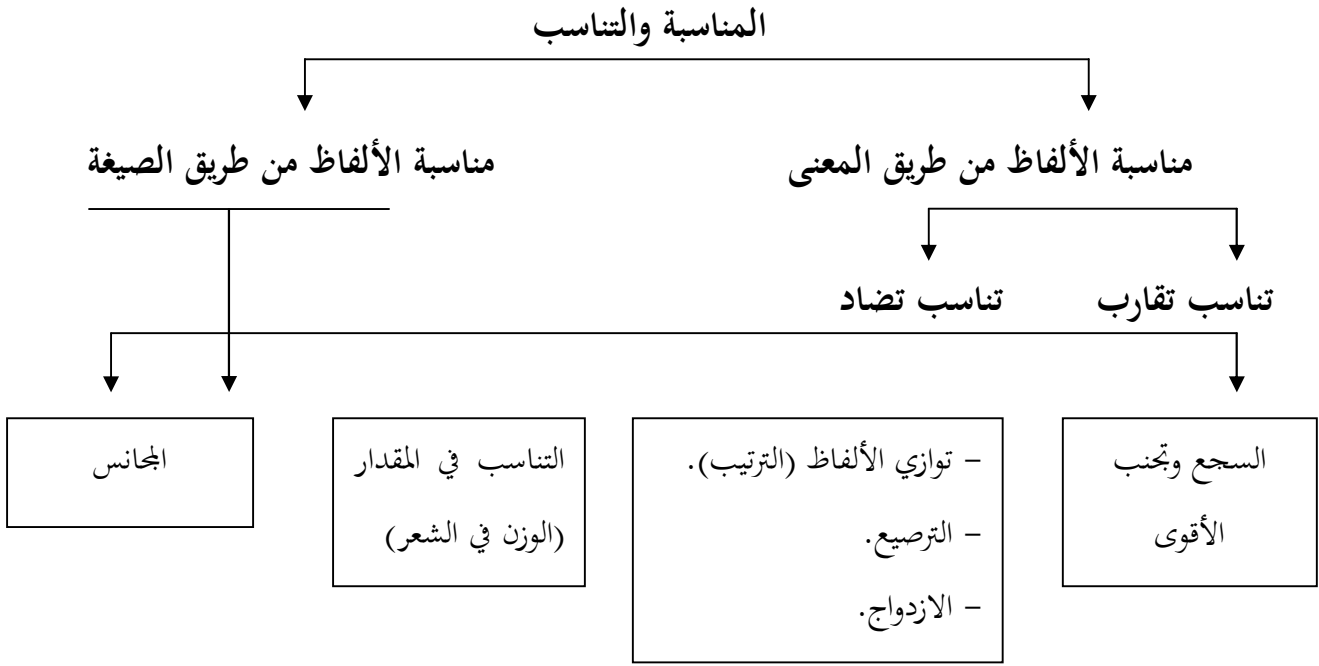 المناسبة والتناسب
مناسبة الألفاظ من طريق المعنى
مناسبة الألفاظ من طريق الصيغة
تناسب تقارب
تناسب تضاد
السجع وتجنب
الأقوى
- توازي الألفاظ (الترتيب).
- الترصيع.
- الازدواج.
التناسب في المقدار
(الوزن في الشعر)
المجانس